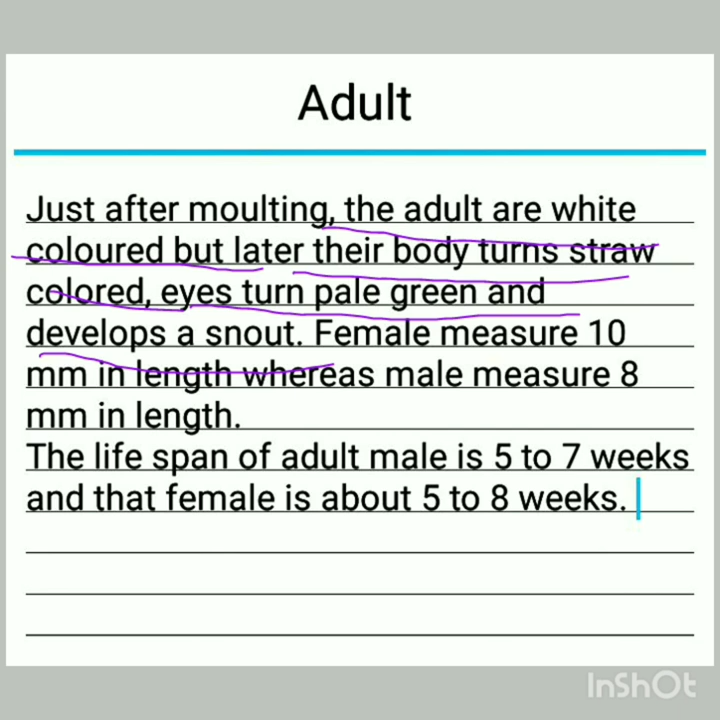 Adult
Just after moulting, the adult are white
coloured but later their body turns straw
colored, eyes turn pale green and
develops a snout. Female measure 10
mm in length whereas male measure 8
mm in length.
The life span of adult male is 5 to 7 weeks
and that female is about 5 to 8 weeks.
InShOt